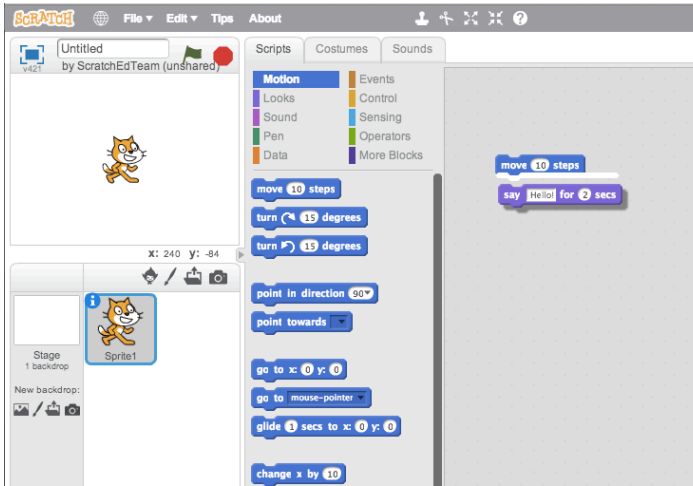 SCRATCH File Edit Tips About
Untitled
by ScratchEdTeam (unshared)
v421
x: 240 y: -84
Stage
1 backdrop
New backdrop:
Sprite1
Scripts Costumes Sounds
Motion Events
Looks Control
Sound Sensing
Pen Operators
Data More Blocks
move 10 steps
turn 15 degrees
turn 15 degrees
point in direction 90
point towards
go to x: 0 y: 0
go to mouse-pointer
glide 1 secs to x: 0 y: 0
change x by 10
move 10 steps
say Hello! for 2 secs